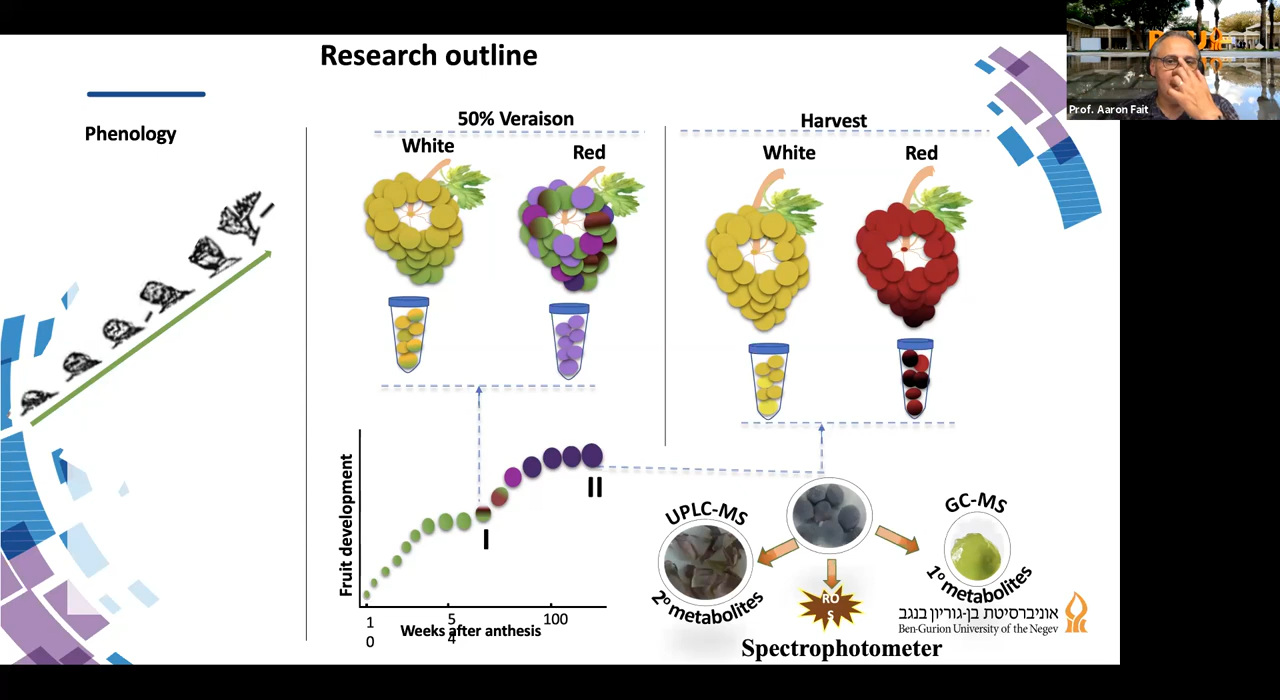 Research outline
Prof. Aaron Fait
Phenology
50% Veraison
White
Red
Harvest
White
Red
Fruit development
I
II
1
0
5
4
100
Weeks after anthesis
UPLC-MS
2º metabolites
RO
S
GC-MS
1º metabolites
Spectrophotometer
אוניברסיטת בן-גוריון בנגב
Ben-Gurion University of the Negev